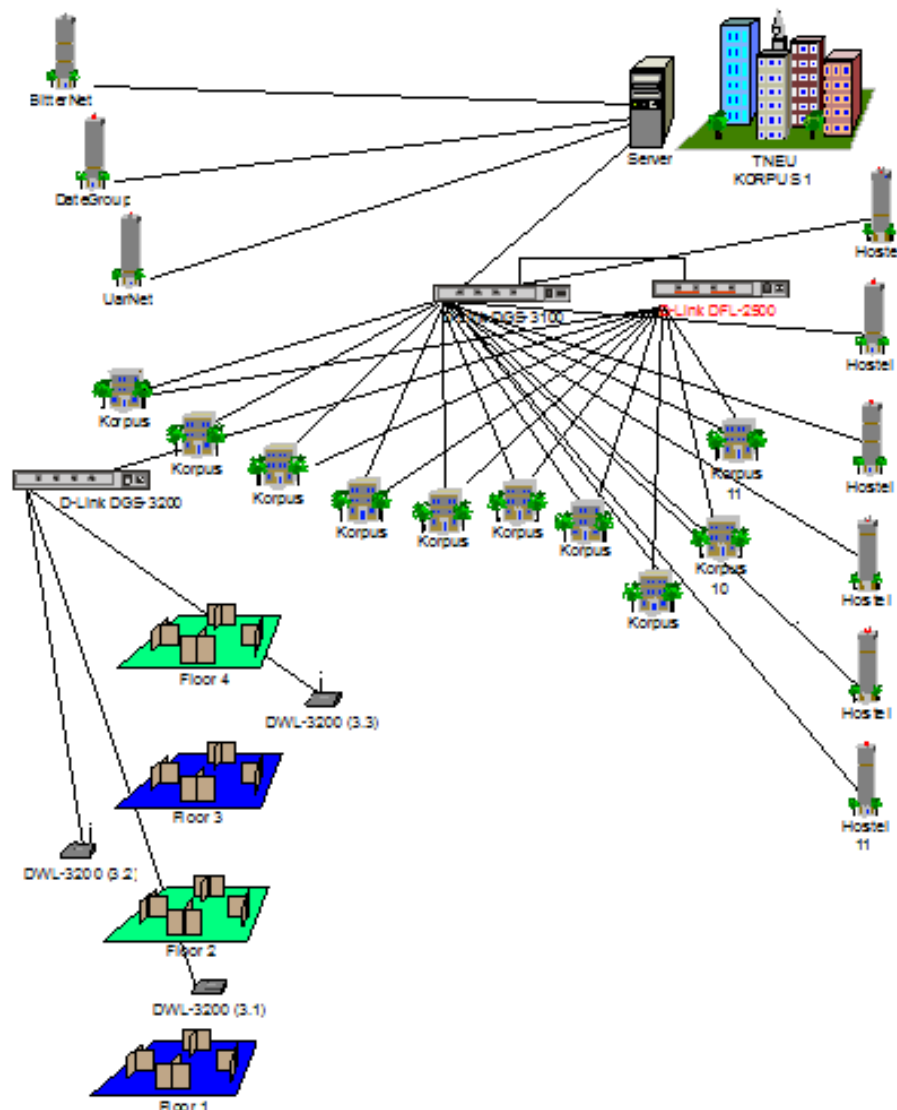 BitterNet
DateGroup
UarNet
Server
TNEU
KORPUS 1
Hostel
D-Link DGS-3100
D-Link DFL-2500
Hostel
Korpus
Korpus
Korpus
Korpus
11
Hostel
D-Link DGS-3200
Korpus
Korpus
Korpus
Korpus
Korpus
10
Hostel
Korpus
Floor 4
DWL-3200 (3.3)
Hostel
Floor 3
Hostel
11
DWL-3200 (3.2)
Floor 2
DWL-3200 (3.1)
Floor 1